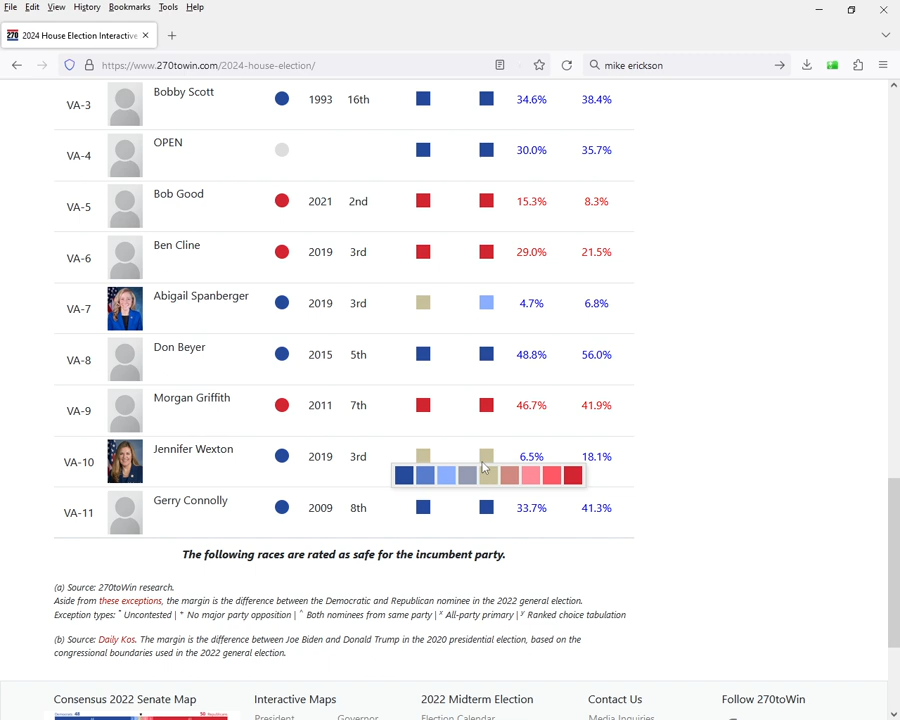 File Edit View History Bookmarks Tools Help
270 2024 House Election Interactive
https://www.270towin.com/2024-house-election/ mike erickson
VA-3 Bobby Scott 1993 16th 34.6% 38.4%
VA-4 OPEN 30.0% 35.7%
VA-5 Bob Good 2021 2nd 15.3% 8.3%
VA-6 Ben Cline 2019 3rd 29.0% 21.5%
VA-7 Abigail Spanberger 2019 3rd 4.7% 6.8%
VA-8 Don Beyer 2015 5th 48.8% 56.0%
VA-9 Morgan Griffith 2011 7th 46.7% 41.9%
VA-10 Jennifer Wexton 2019 3rd 6.5% 18.1%
VA-11 Gerry Connolly 2009 8th 33.7% 41.3%
The following races are rated as safe for the incumbent party.
(a) Source: 270toWin research.
Aside from these exceptions, the margin is the difference between the Democratic and Republican nominee in the 2022 general election.
Exception types: * Uncontested | + No major party opposition | ^ Both nominees from same party | x All-party primary | y Ranked choice tabulation
(b) Source: Daily Kos. The margin is the difference between Joe Biden and Donald Trump in the 2020 presidential election, based on the
congressional boundaries used in the 2022 general election.
Consensus 2022 Senate Map Interactive Maps 2022 Midterm Election Contact Us Follow 270toWin
President Governor Election Calendar Media Inquiries